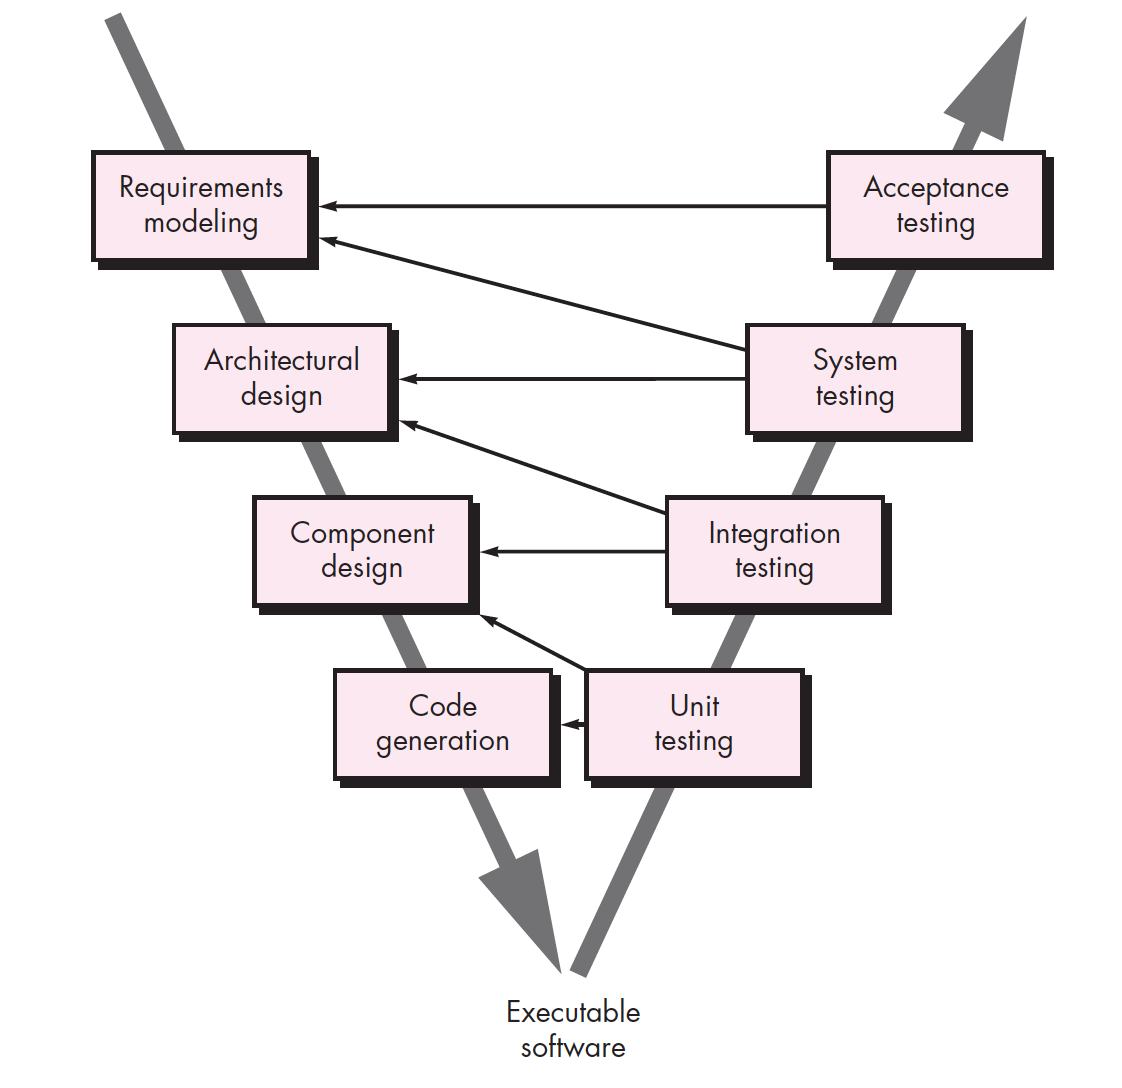 Requirements
modeling
Acceptance
testing
Architectural
design
System
testing
Component
design
Integration
testing
Code
generation
Unit
testing
Executable
software